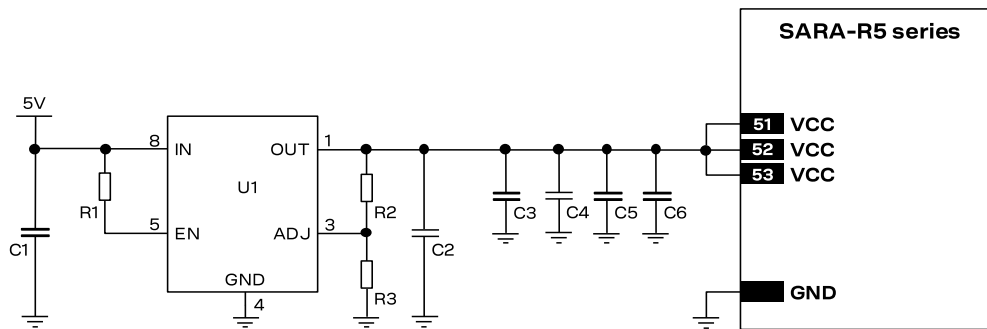 SARA-R5 series
5V
51 VCC
52 VCC
53 VCC
8 IN OUT 1
U1
R1 R2
C3 C4 C5 C6
5 EN ADJ 3
C1 C2
GND
4
R3
GND